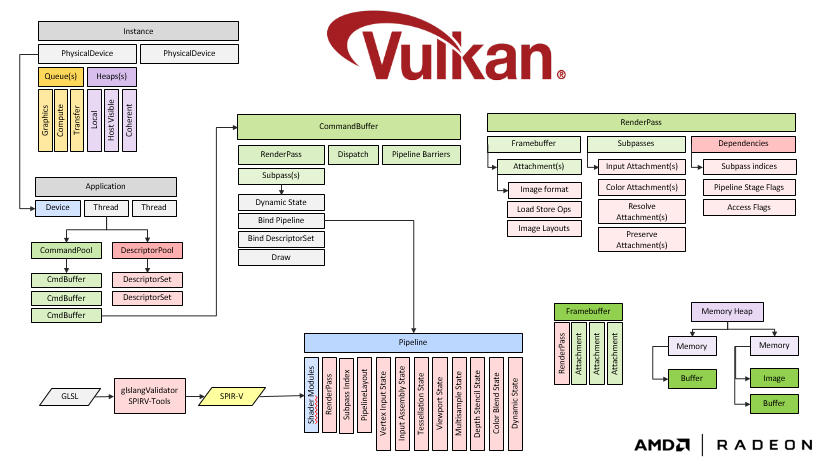 Vulkan®
Instance
PhysicalDevice
PhysicalDevice
Queue(s)
Heaps(s)
Graphics
Compute
Transfer
Local
Host Visible
Coherent
Application
Device
Thread
Thread
CommandPool
DescriptorPool
CmdBuffer
DescriptorSet
CmdBuffer
DescriptorSet
CmdBuffer
CommandBuffer
RenderPass
Dispatch
Pipeline Barriers
Subpass(s)
Dynamic State
Bind Pipeline
Bind DescriptorSet
Draw
RenderPass
Framebuffer
Subpasses
Dependencies
Attachment(s)
Input Attachment(s)
Subpass indices
Image format
Color Attachment(s)
Pipeline Stage Flags
Load Store Ops
Resolve
Attachment(s)
Access Flags
Image Layouts
Preserve
Attachment(s)
Pipeline
Shader Modules
RenderPass
Subpass Index
PipelineLayout
Vertex Input State
Input Assembly State
Tessellation State
Viewport State
Multisample State
Depth Stencil State
Color Blend State
Dynamic State
GLSL
glslangValidator
SPIRV-Tools
SPIR-V
Framebuffer
RenderPass
Attachment
Attachment
Attachment
Memory Heap
Memory
Memory
Buffer
Image
Buffer
AMD
RADEON